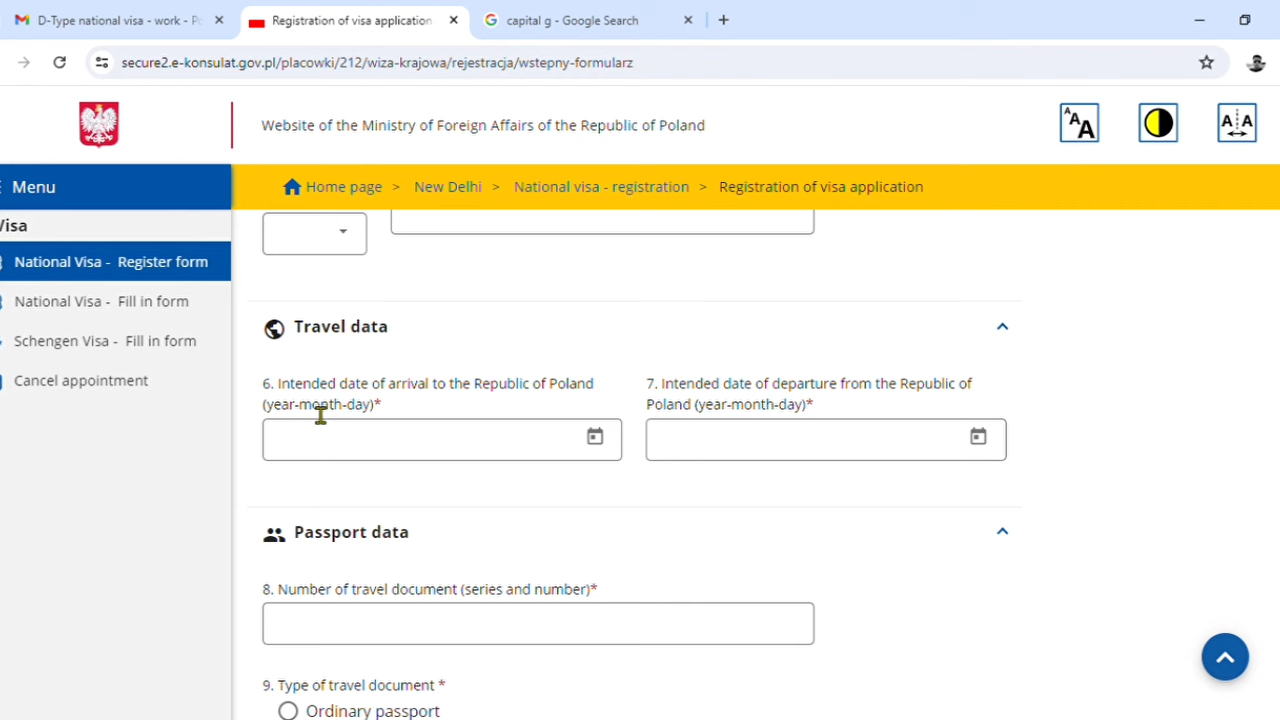 D-Type national visa - work - Po
Registration of visa application
capital g - Google Search
secure2.e-konsulat.gov.pl/placowki/212/wiza-krajowa/rejestracja/wstepny-formularz
Website of the Ministry of Foreign Affairs of the Republic of Poland
AAA
A A
Menu
Home page > New Delhi > National visa - registration > Registration of visa application
Visa
National Visa - Register form
National Visa - Fill in form
Schengen Visa - Fill in form
Cancel appointment
Travel data
6. Intended date of arrival to the Republic of Poland
(year-month-day)*
7. Intended date of departure from the Republic of
Poland (year-month-day)*
Passport data
8. Number of travel document (series and number)*
9. Type of travel document *
Ordinary passport